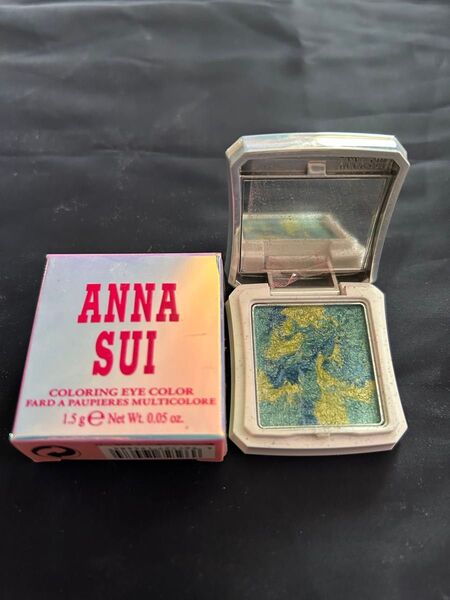 ANNA
SUI
COLORING EYE COLOR
FARD A PAUPIERES MULTICOLORE
1.5 g e Net Wt. 0.05 oz.